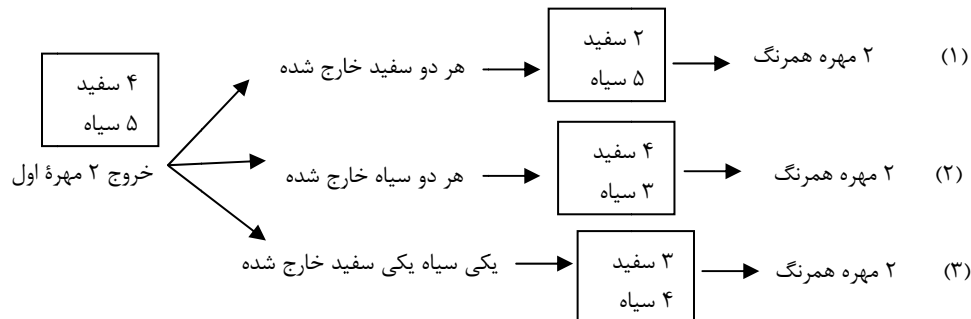 ۴ سفید
۵ سیاه
خروج ۲ مهرهٔ اول
هر دو سفید خارج شده
۲ سفید
۵ سیاه
۲ مهره همرنگ
(۱)
هر دو سیاه خارج شده
۴ سفید
۳ سیاه
۲ مهره همرنگ
(۲)
یکی سیاه یکی سفید خارج شده
۳ سفید
۴ سیاه
۲ مهره همرنگ
(۳)